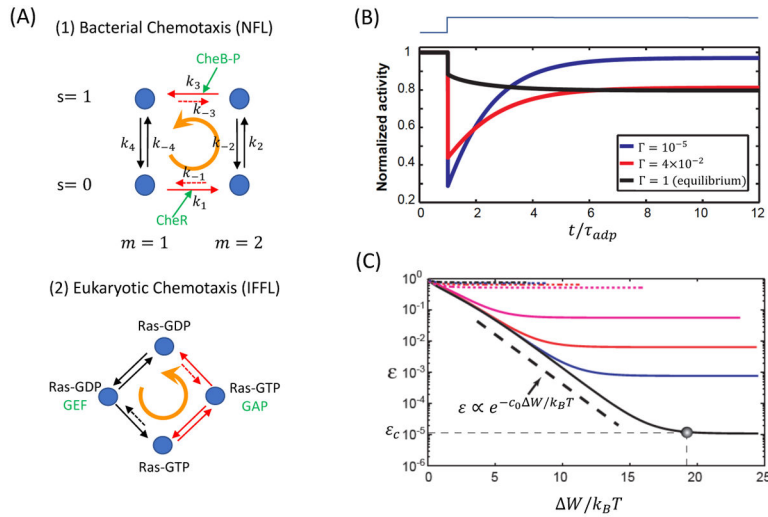 (A)
(1) Bacterial Chemotaxis (NFL)
CheB-P
k₃
s= 1
k₋₃
k₄
k₋₄
k₋₂
k₂
k₋₁
s= 0
k₁
CheR
m = 1
m = 2
(2) Eukaryotic Chemotaxis (IFFL)
Ras-GDP
Ras-GDP
GEF
Ras-GTP
GAP
Ras-GTP
(B)
Normalized activity
1
0.8
0.6
0.4
0.2
Γ = 10⁻⁵
Γ = 4×10⁻²
Γ = 1 (equilibrium)
0 2 4 6 8 10 12
t/τ_adp
(C)
10⁰
10⁻¹
10⁻²
ε
10⁻³
10⁻⁴
ε ∝ e^(−c₀ΔW/k_BT)
ε_c 10⁻⁵
10⁻⁶
0 5 10 15 20 25
ΔW/k_BT